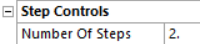 Step Controls
Number Of Steps 2.